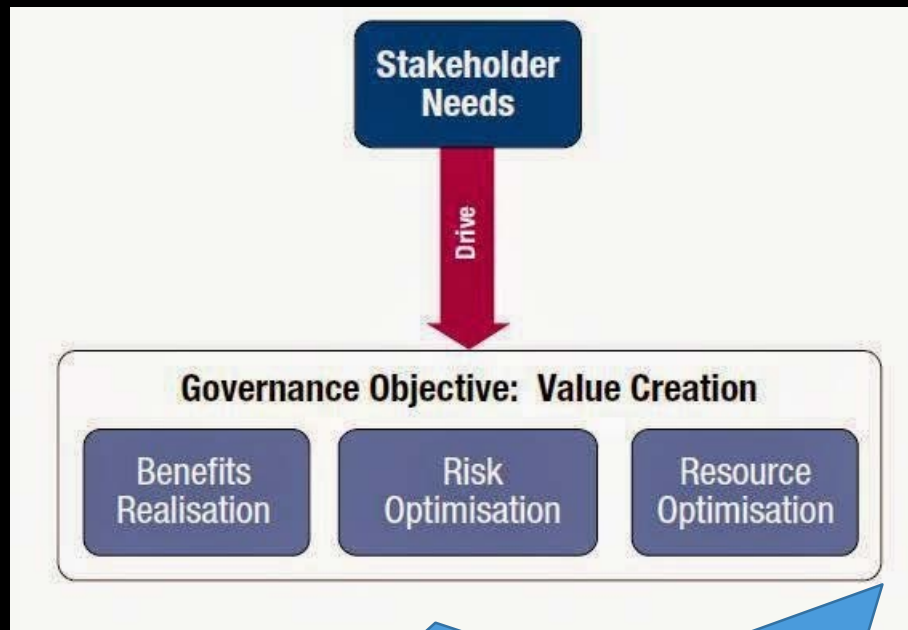 Stakeholder
Needs
Drive
Governance Objective: Value Creation
Benefits
Realisation
Risk
Optimisation
Resource
Optimisation